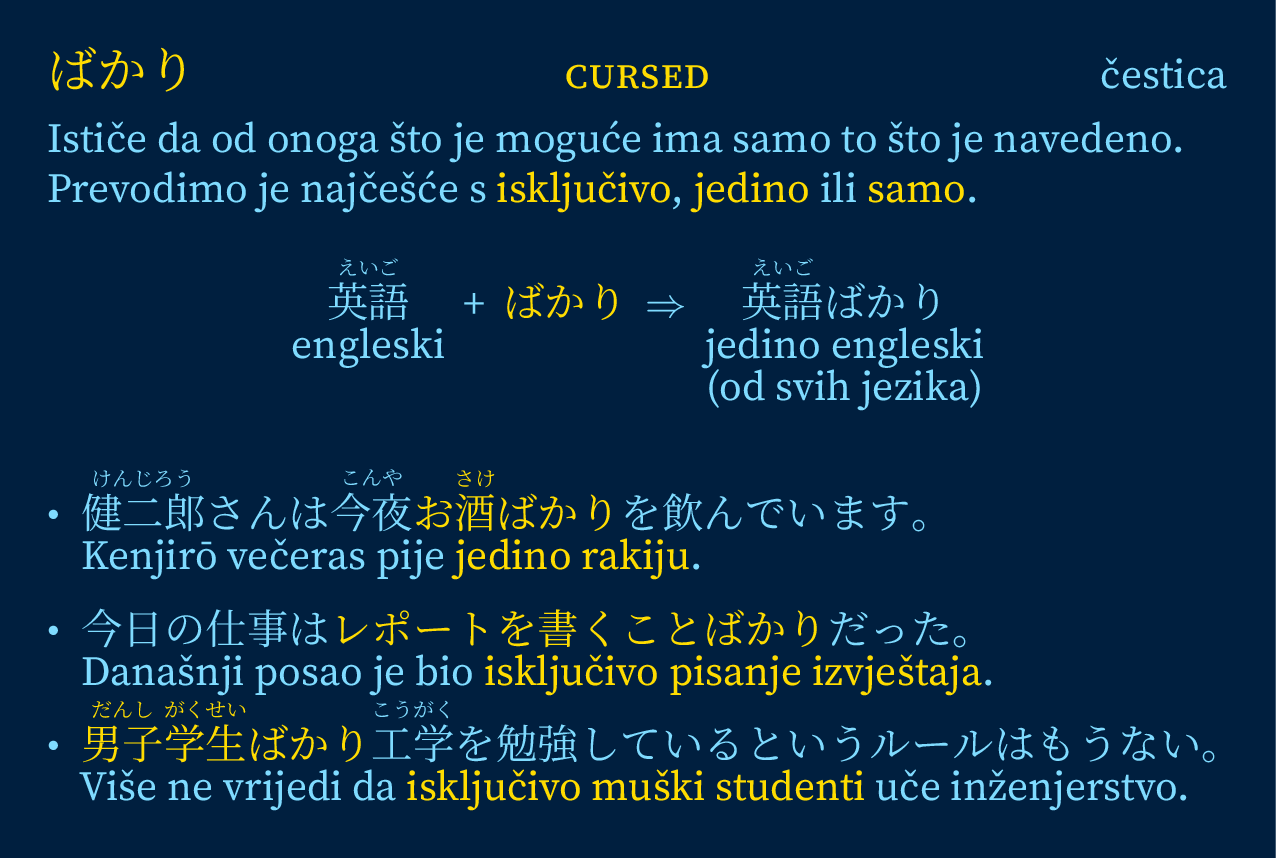 ばかり CURSED čestica
Ističe da od onoga što je moguće ima samo to što je navedeno.
Prevodimo je najčešće s isključivo, jedino ili samo.
えいご えいご
英語 + ばかり ⇒ 英語ばかり
engleski jedino engleski
(od svih jezika)
けんじろう こんや さけ
• 健二郎さんは今夜お酒ばかりを飲んでいます。
Kenjirō večeras pije jedino rakiju.
• 今日の仕事はレポートを書くことばかりだった。
Današnji posao je bio isključivo pisanje izvještaja.
だんし がくせい こうがく
• 男子学生ばかり工学を勉強しているというルールはもうない。
Više ne vrijedi da isključivo muški studenti uče inženjerstvo.